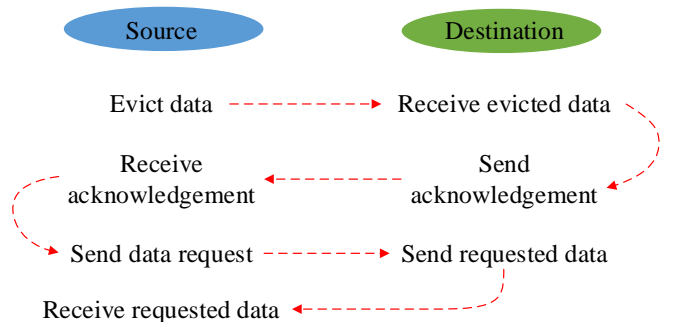 Source
Destination
Evict data
Receive evicted data
Receive
acknowledgement
Send
acknowledgement
Send data request
Send requested data
Receive requested data